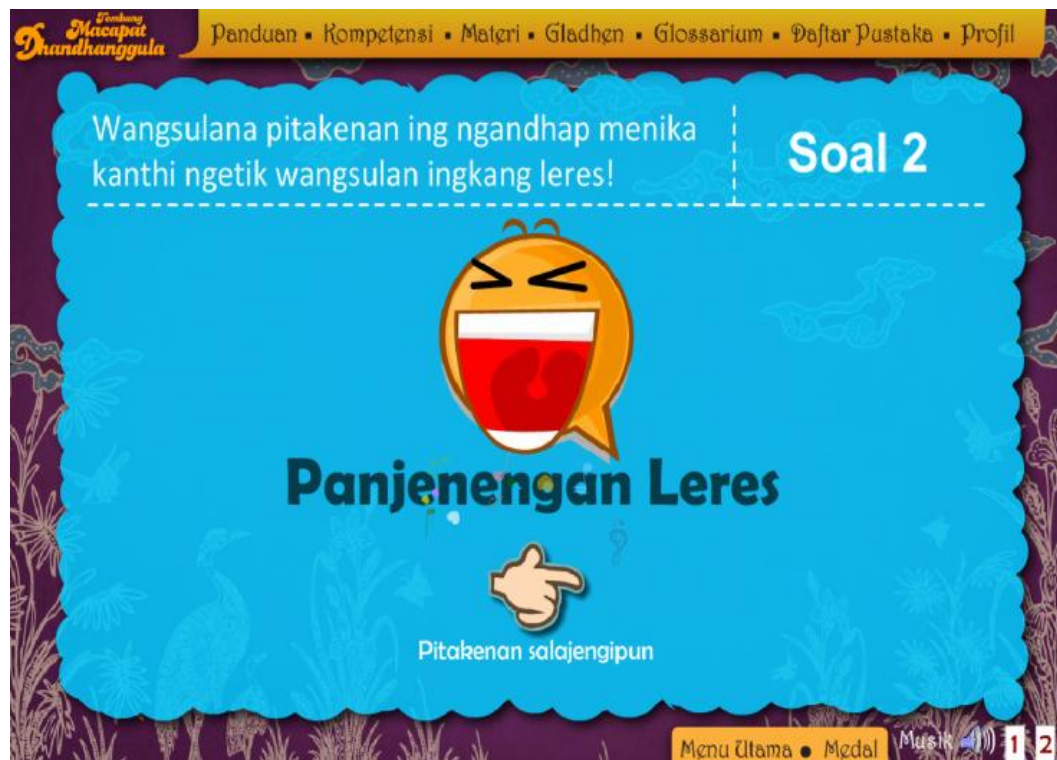 Tembang
Macapat
Dhandhanggula
Panduan ▪ Kompetensi ▪ Materi ▪ Gladhen ▪ Glossarium ▪ Daftar Pustaka ▪ Profil
Wangsulana pitakenan ing ngandhap menika
kanthi ngetik wangsulan ingkang leres!
Soal 2
Panjenengan Leres
Pitakenan salajengipun
Menu Utama ● Medal
Musik 1 2